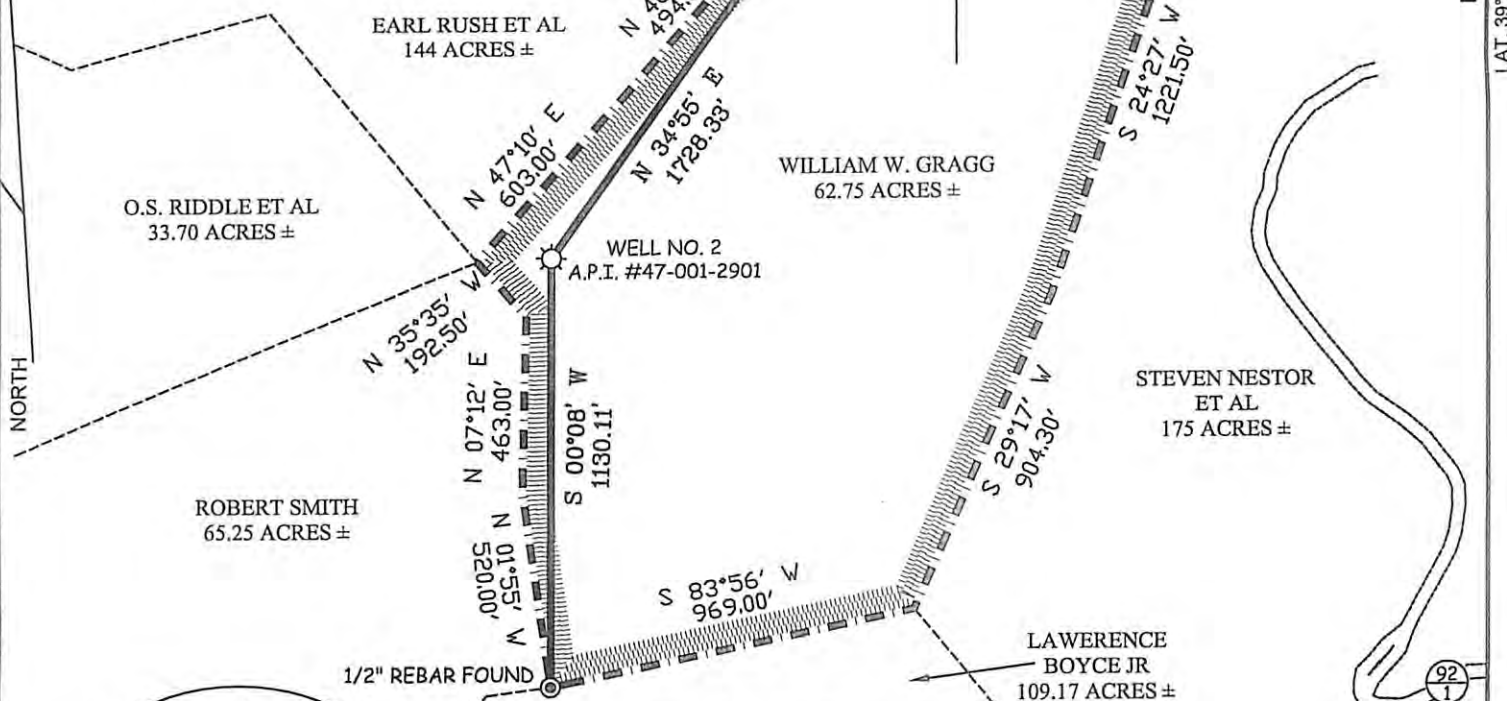 EARL RUSH ET AL
144 ACRES ±
N 34°55' E
1728.33'
N 47°10' E
603.00'
S 24°27' W
1221.50'
WILLIAM W. GRAGG
62.75 ACRES ±
O.S. RIDDLE ET AL
33.70 ACRES ±
WELL NO. 2
A.P.I. #47-001-2901
N 35°35' W
192.50'
NORTH
N 07°12' E
463.00'
S 00°08' W
1130.11'
S 29°17' W
904.30'
STEVEN NESTOR
ET AL
175 ACRES ±
ROBERT SMITH
65.25 ACRES ±
N 01°55' W
520.00'
S 83°56' W
969.00'
LAWERENCE
BOYCE JR
109.17 ACRES ±
1/2" REBAR FOUND
92
1
LAT. 39°